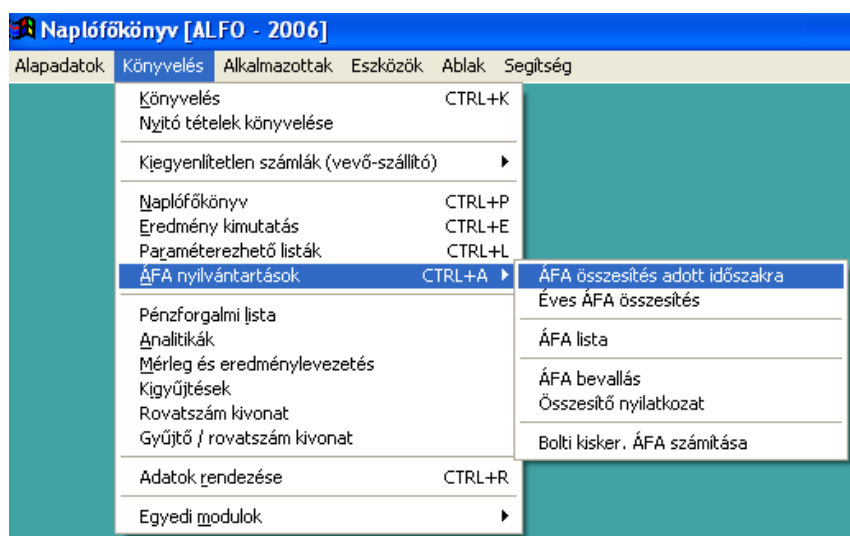 Naplófőkönyv [ALFO - 2006]
Alapadatok Könyvelés Alkalmazottak Eszközök Ablak Segítség
Könyvelés CTRL+K
Nyitó tételek könyvelése
Kiegyenlítetlen számlák (vevő-szállító)
Naplófőkönyv CTRL+P
Eredmény kimutatás CTRL+E
Paraméterezhető listák CTRL+L
ÁFA nyilvántartások CTRL+A
Pénzforgalmi lista
Analitikák
Mérleg és eredménylevezetés
Kigyűjtések
Rovatszám kivonat
Gyűjtő / rovatszám kivonat
Adatok rendezése CTRL+R
Egyedi modulok
ÁFA összesítés adott időszakra
Éves ÁFA összesítés
ÁFA lista
ÁFA bevallás
Összesítő nyilatkozat
Bolti kisker. ÁFA számítása